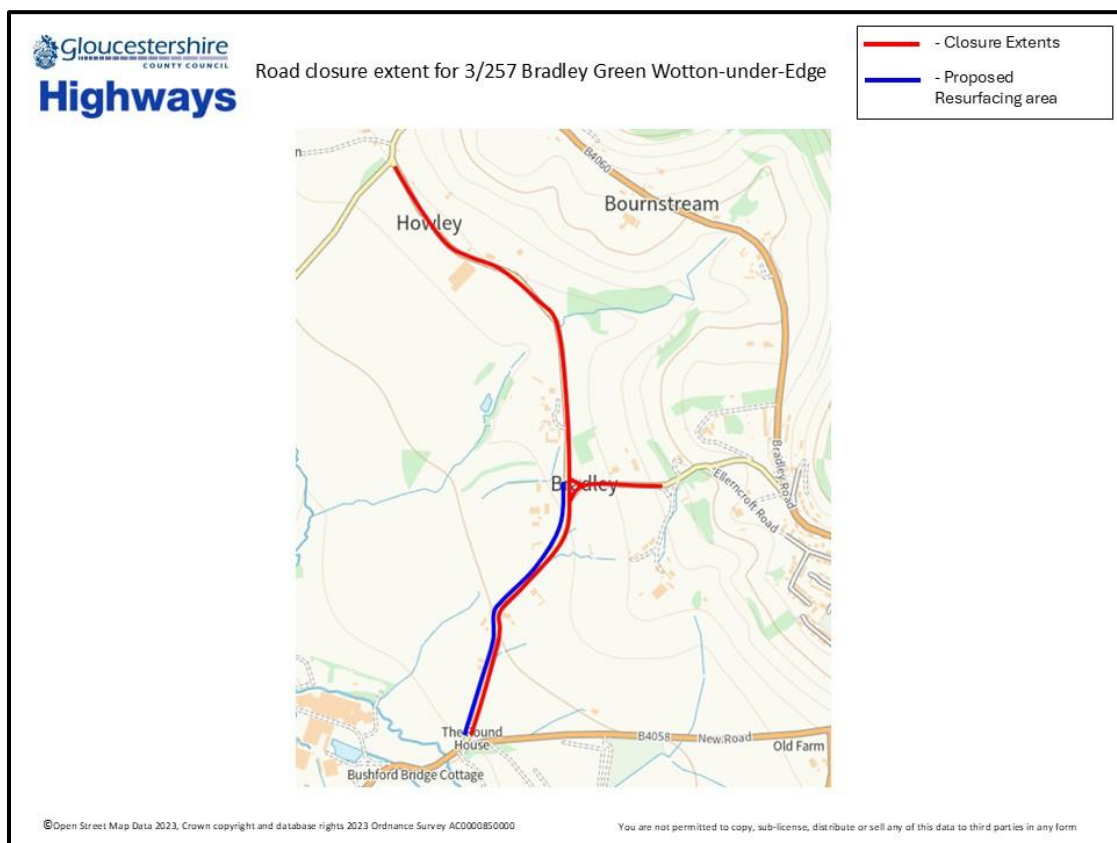 Gloucestershire
COUNTY COUNCIL
Highways
Road closure extent for 3/257 Bradley Green Wotton-under-Edge
- Closure Extents
- Proposed
Resurfacing area
n
B4060
Howley
Bournstream
Bradley
Ellerncroft Road
Bradley Road
The Round
House
B4058
New Road
Old Farm
Bushford Bridge Cottage
©Open Street Map Data 2023, Crown copyright and database rights 2023 Ordnance Survey AC0000850000
You are not permitted to copy, sub-license, distribute or sell any of this data to third parties in any form